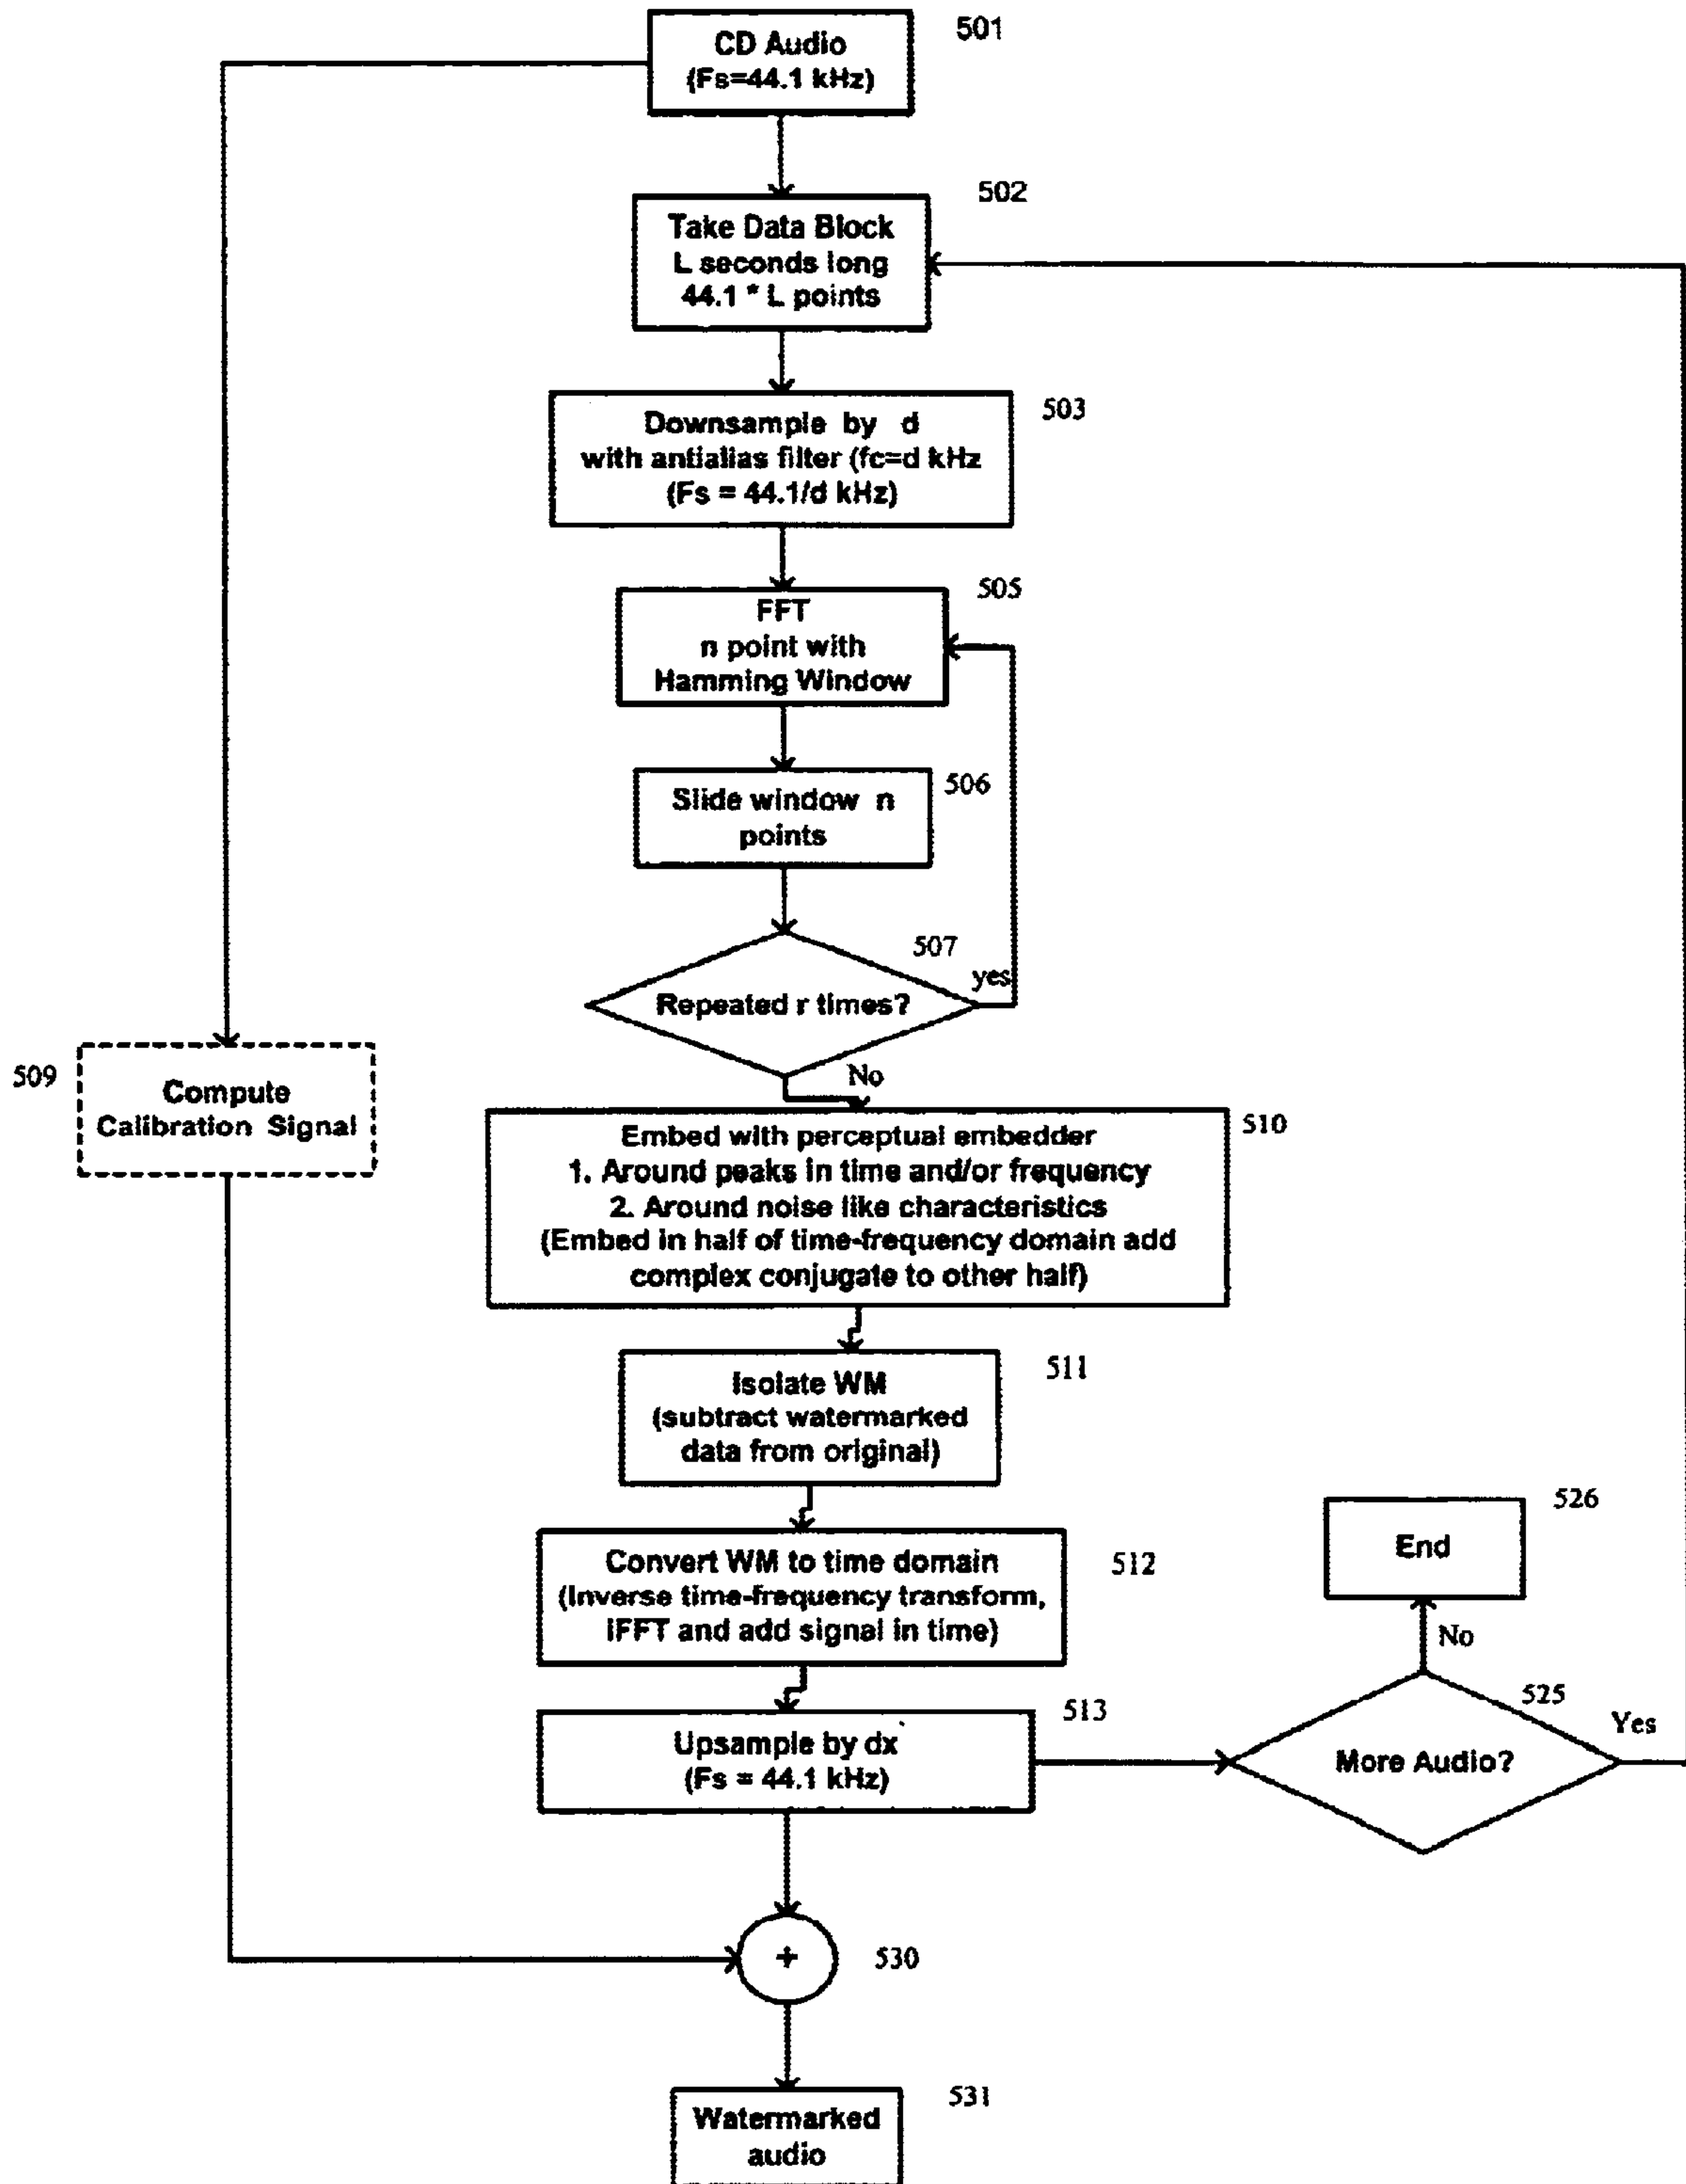 501
CD Audio
(Fs=44.1 kHz)
502
Take Data Block
L seconds long
44.1 * L points
503
Downsample by d
with antialias filter (fc=d kHz
(Fs = 44.1/d kHz)
505
FFT
n point with
Hamming Window
506
Slide window n
points
507
yes
Repeated r times?
No
509
Compute
Calibration Signal
510
Embed with perceptual embedder
1. Around peaks in time and/or frequency
2. Around noise like characteristics
(Embed in half of time-frequency domain add
complex conjugate to other half)
511
Isolate WM
(subtract watermarked
data from original)
512
Convert WM to time domain
(Inverse time-frequency transform,
IFFT and add signal in time)
513
Upsample by dx
(Fs = 44.1 kHz)
526
End
No
525
Yes
More Audio?
+
530
531
Watermarked
audio